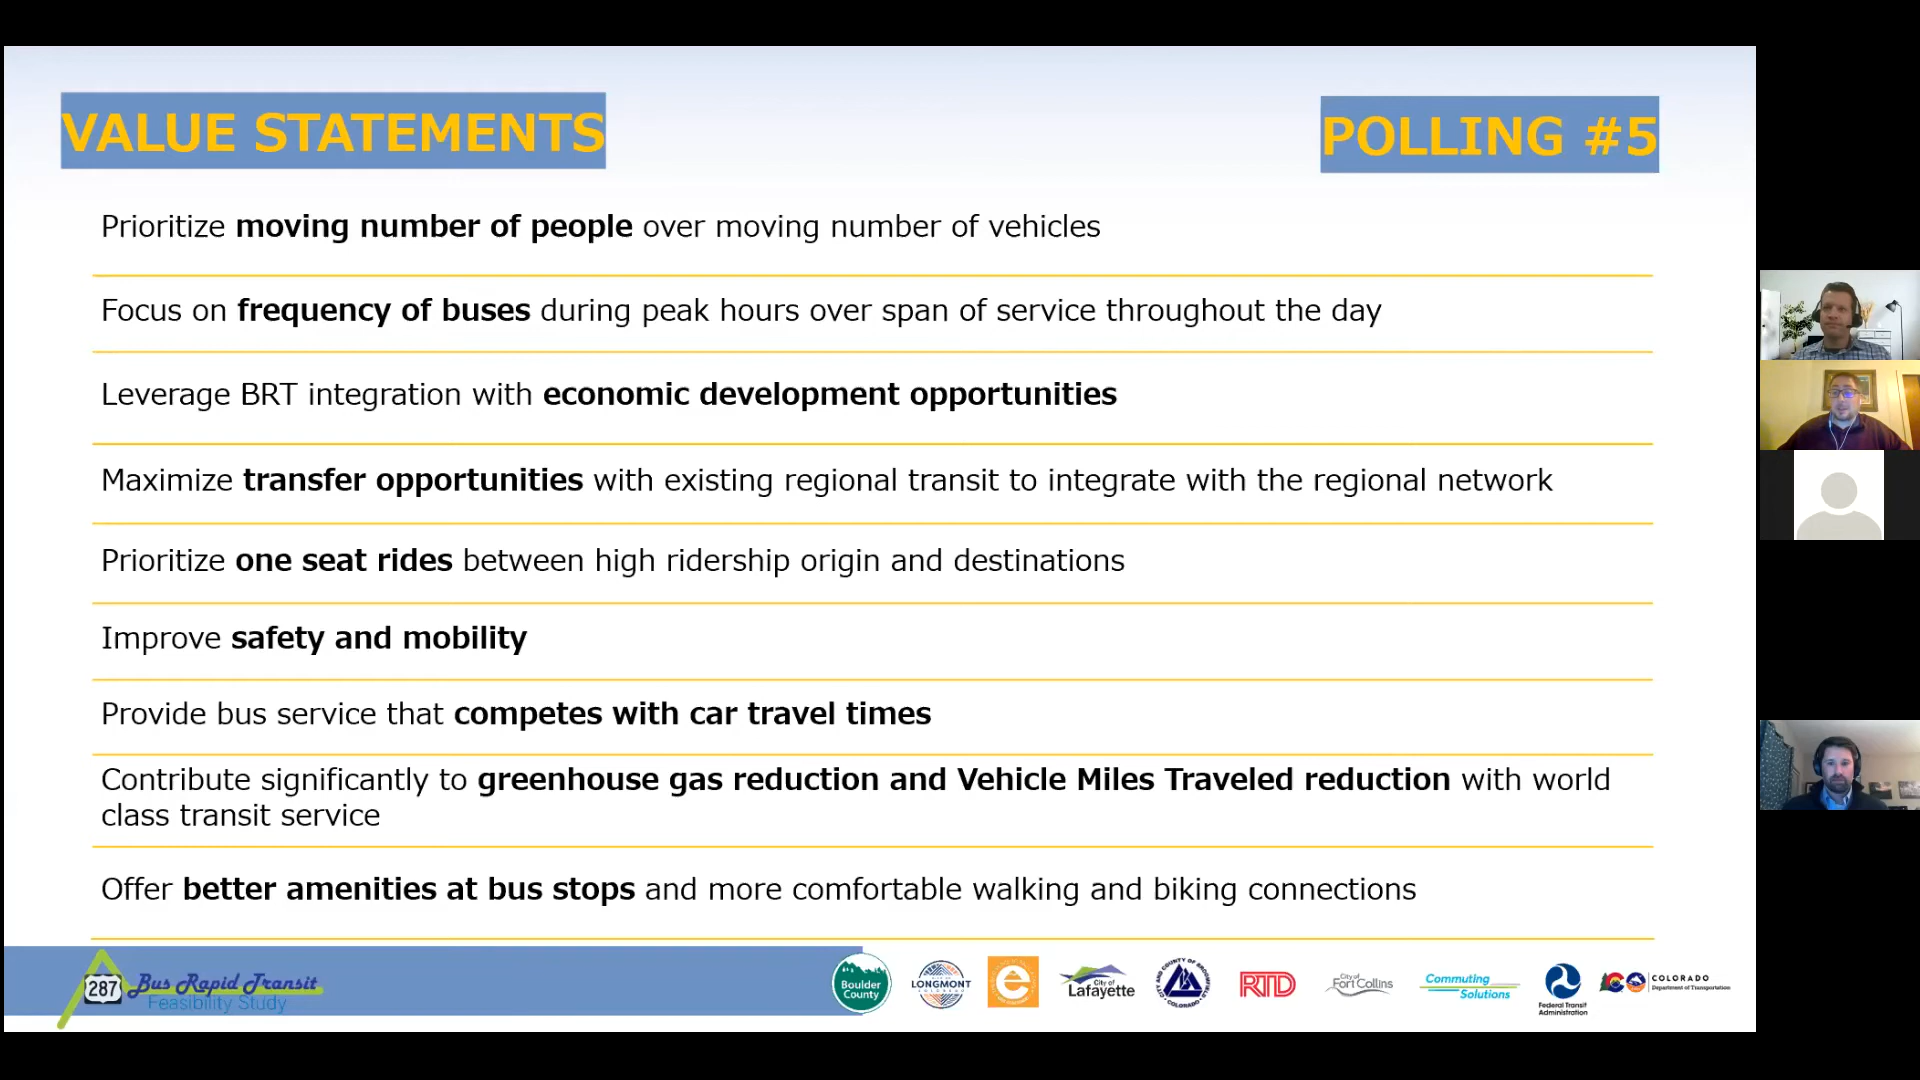 VALUE STATEMENTS
POLLING #5
Prioritize moving number of people over moving number of vehicles
Focus on frequency of buses during peak hours over span of service throughout the day
Leverage BRT integration with economic development opportunities
Maximize transfer opportunities with existing regional transit to integrate with the regional network
Prioritize one seat rides between high ridership origin and destinations
Improve safety and mobility
Provide bus service that competes with car travel times
Contribute significantly to greenhouse gas reduction and Vehicle Miles Traveled reduction with world
class transit service
Offer better amenities at bus stops and more comfortable walking and biking connections
287
Bus Rapid Transit
Feasibility Study
Boulder
County
LONGMONT
e
City of
Lafayette
CITY AND COUNTY OF BROOMFIELD
COLORADO
RTD
City of
Fort Collins
Commuting
Solutions
Federal Transit
Administration
COLORADO
Department of Transportation